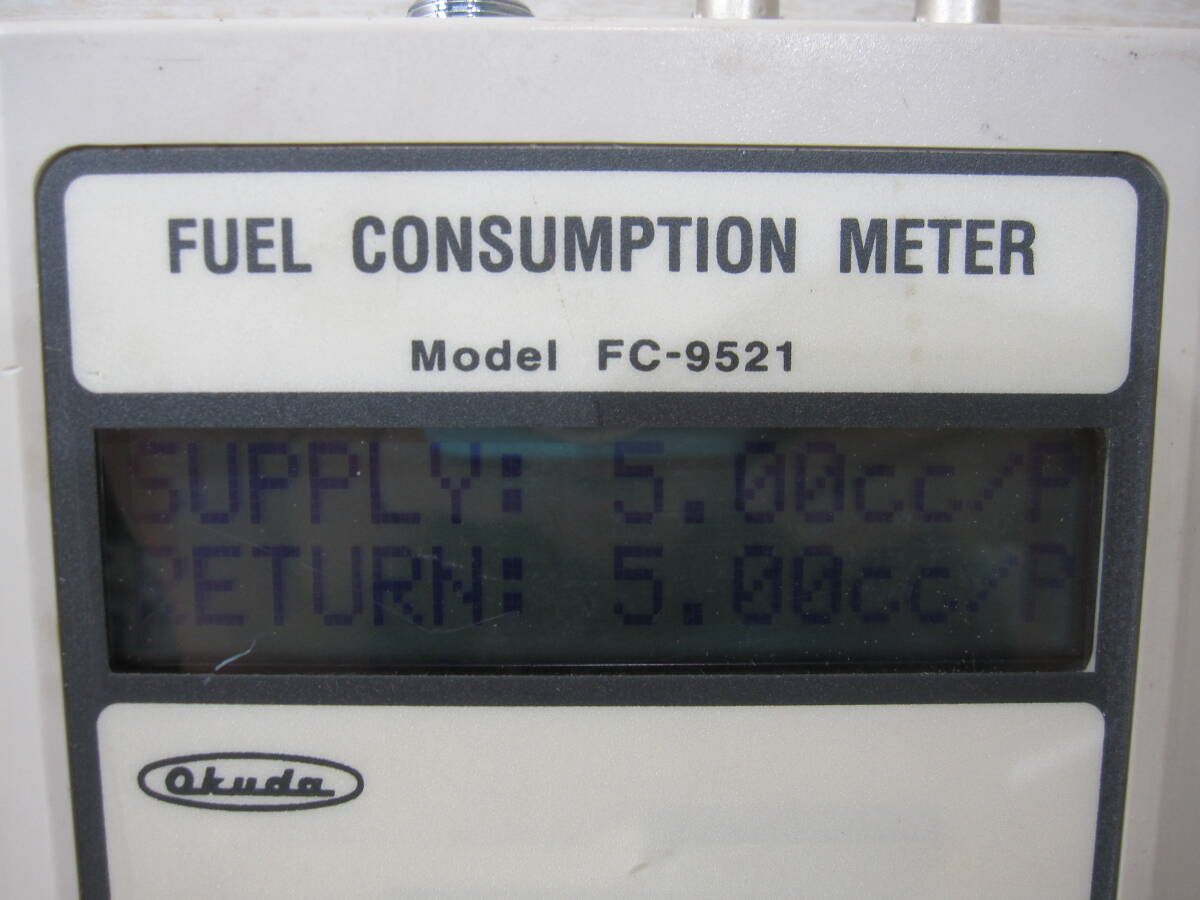 FUEL CONSUMPTION METER
Model FC-9521
SUPPLY: 5.00cc/P
RETURN: 5.00cc/P
Okuda